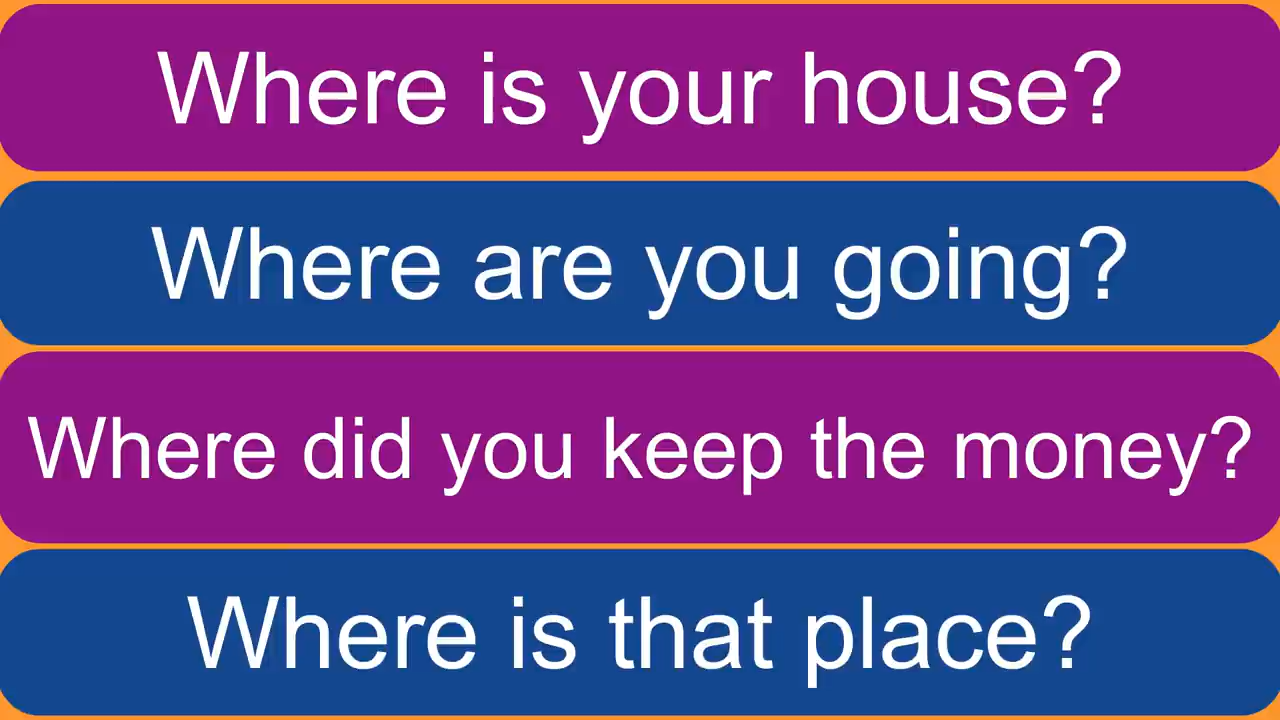 Where is your house?
Where are you going?
Where did you keep the money?
Where is that place?